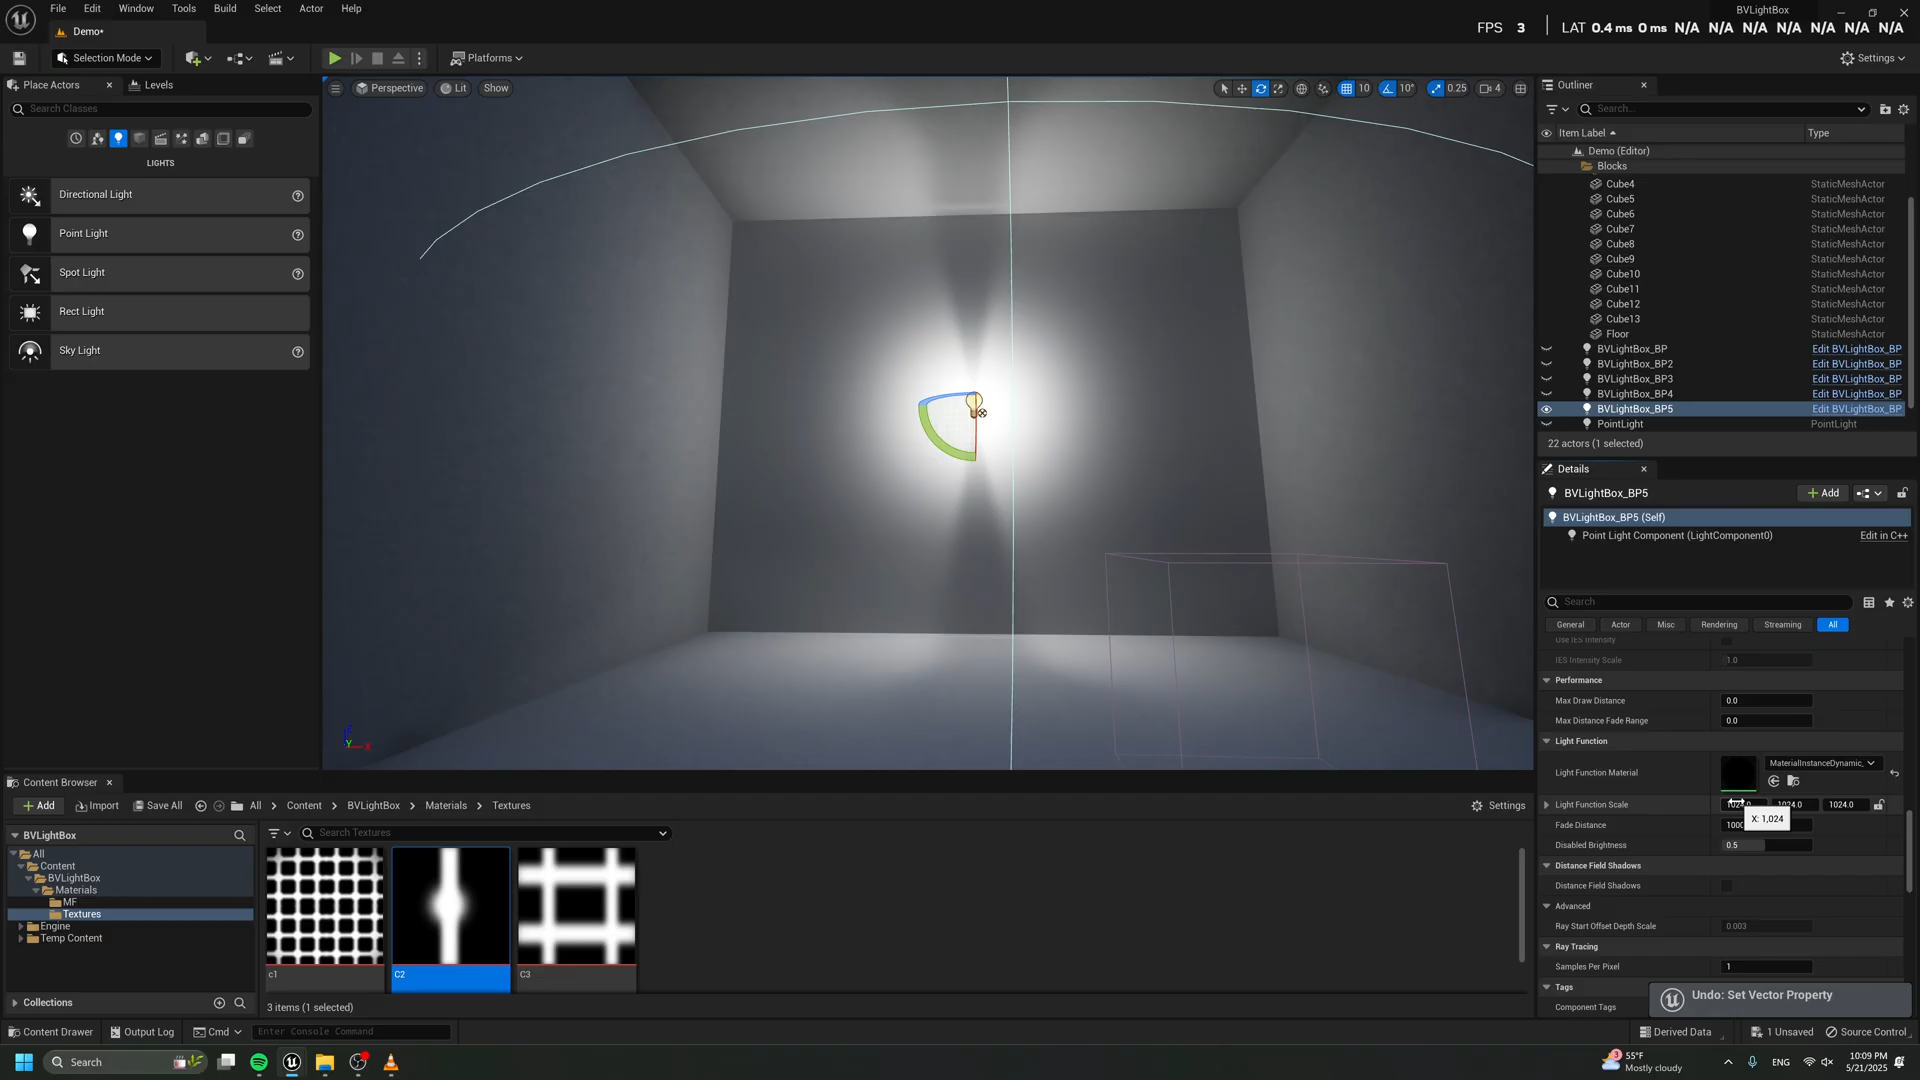 File Edit Window Tools Build Select Actor Help
BVLightBox
Demo*
FPS 3 LAT 0.4 ms 0 ms N/A N/A N/A N/A N/A N/A N/A
Selection Mode
Platforms
Settings
Place Actors
Levels
Search Classes
LIGHTS
Directional Light
Point Light
Spot Light
Rect Light
Sky Light
Perspective Lit Show
10 10° 0.25 4
Outliner
Search...
Item Label Type
Demo (Editor)
Blocks
Cube4 StaticMeshActor
Cube5 StaticMeshActor
Cube6 StaticMeshActor
Cube7 StaticMeshActor
Cube8 StaticMeshActor
Cube9 StaticMeshActor
Cube10 StaticMeshActor
Cube11 StaticMeshActor
Cube12 StaticMeshActor
Cube13 StaticMeshActor
Floor StaticMeshActor
BVLightBox_BP Edit BVLightBox_BP
BVLightBox_BP2 Edit BVLightBox_BP
BVLightBox_BP3 Edit BVLightBox_BP
BVLightBox_BP4 Edit BVLightBox_BP
BVLightBox_BP5 Edit BVLightBox_BP
PointLight PointLight
22 actors (1 selected)
Details
BVLightBox_BP5
Add
BVLightBox_BP5 (Self)
Point Light Component (LightComponent0) Edit in C++
Search
General Actor Misc Rendering Streaming All
Use IES Intensity
IES Intensity Scale 1.0
Performance
Max Draw Distance 0.0
Max Distance Fade Range 0.0
Light Function
Light Function Material MaterialInstanceDynamic_
Light Function Scale 1024.0 1024.0 1024.0
X: 1,024
Fade Distance
Disabled Brightness 0.5
Distance Field Shadows
Distance Field Shadows
Advanced
Ray Start Offset Depth Scale 0.003
Ray Tracing
Samples Per Pixel 1
Tags
Component Tags
Undo: Set Vector Property
Y X
Content Browser
Add Import Save All All Content BVLightBox Materials Textures Settings
BVLightBox
All
Content
BVLightBox
Materials
MF
Textures
Engine
Temp Content
Collections
Search Textures
c1
C2
C3
3 items (1 selected)
Content Drawer Output Log Cmd Enter Console Command
Derived Data 1 Unsaved Source Control
Search
3
55°F
Mostly cloudy
ENG
10:09 PM
5/21/2025